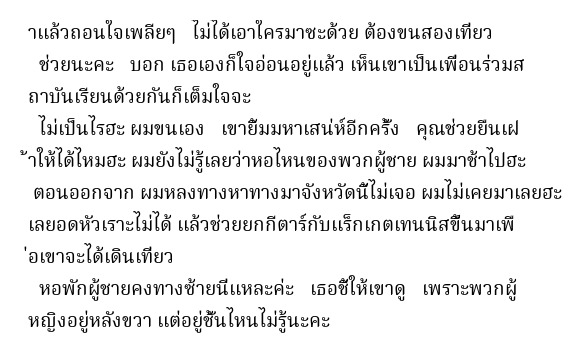 าแล้วถอนใจเพลียๆ   ไม่ได้เอาใครมาซะด้วย ต้องขนสองเที่ยว
ช่วยนะคะ   บอก เธอเองก็ใจอ่อนอยู่แล้ว เห็นเขาเป็นเพื่อนร่วมส
ถาบันเรียนด้วยกันก็เต็มใจจะ
ไม่เป็นไรฮะ ผมขนเอง   เขายิ้มมหาเสน่ห์อีกครั้ง   คุณช่วยยืนเฝ
้าให้ได้ไหมฮะ ผมยังไม่รู้เลยว่าหอไหนของพวกผู้ชาย ผมมาช้าไปฮะ
ตอนออกจาก ผมหลงทางหาทางมาจังหวัดนี้ไม่เจอ ผมไม่เคยมาเลยฮะ
เลยอดหัวเราะไม่ได้ แล้วช่วยยกกีตาร์กับแร็กเกตเทนนิสขึ้นมาเพื
่อเขาจะได้เดินเที่ยว
หอพักผู้ชายคงทางซ้ายนี่แหละค่ะ   เธอชี้ให้เขาดู   เพราะพวกผู้
หญิงอยู่หลังขวา แต่อยู่ชั้นไหนไม่รู้นะคะ